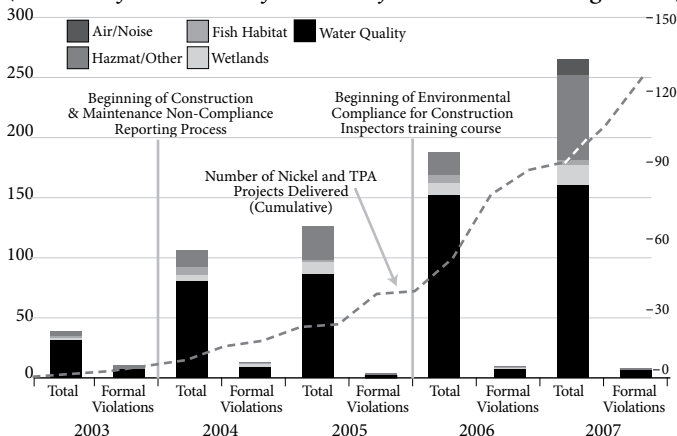 300
250
200
150
100
50
0
Air/Noise
Hazmat/Other
Fish Habitat
Wetlands
Water Quality
Beginning of Construction
& Maintenance Non-Compliance
Reporting Process
Beginning of Environmental
Compliance for Construction
Inspectors training course
Number of Nickel and TPA
Projects Delivered
(Cumulative)
150
120
90
60
30
0
Total
Formal
Violations
Total
Formal
Violations
Total
Formal
Violations
Total
Formal
Violations
Total
Formal
Violations
2003
2004
2005
2006
2007